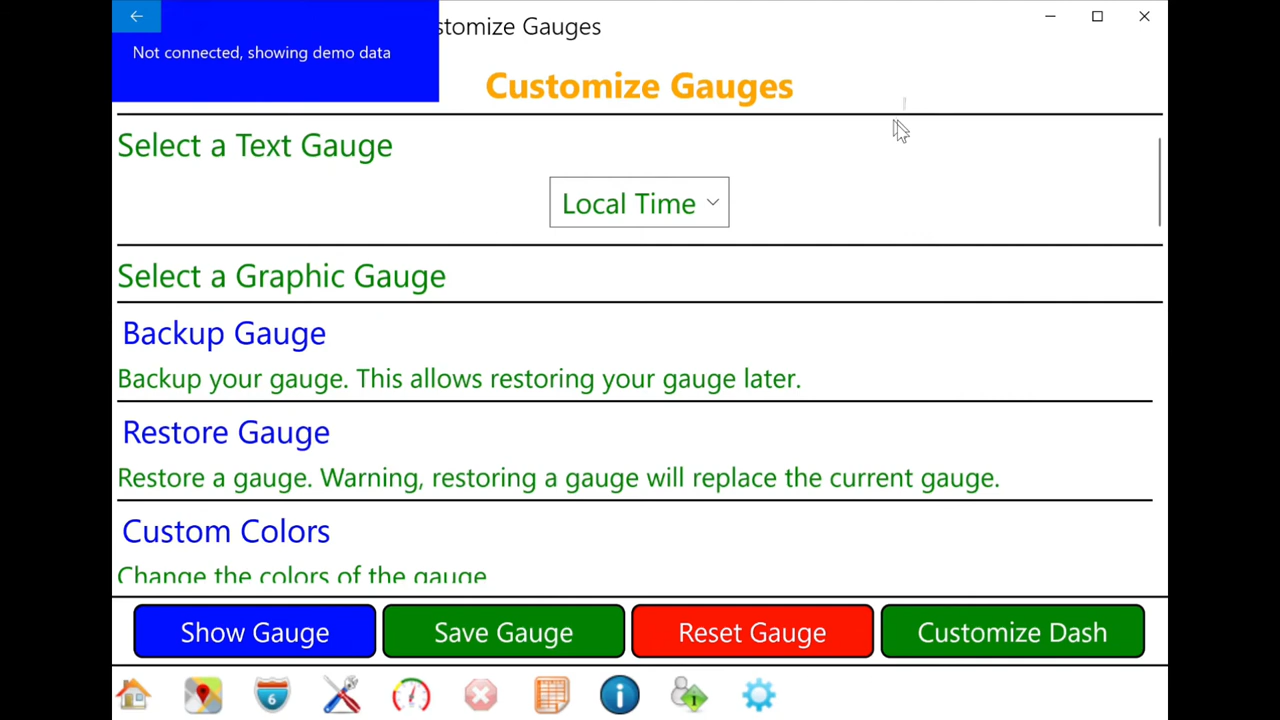 stomize Gauges
Not connected, showing demo data
Customize Gauges
Select a Text Gauge
Local Time
Select a Graphic Gauge
Backup Gauge
Backup your gauge. This allows restoring your gauge later.
Restore Gauge
Restore a gauge. Warning, restoring a gauge will replace the current gauge.
Custom Colors
Change the colors of the gauge
Show Gauge
Save Gauge
Reset Gauge
Customize Dash
6
i
1